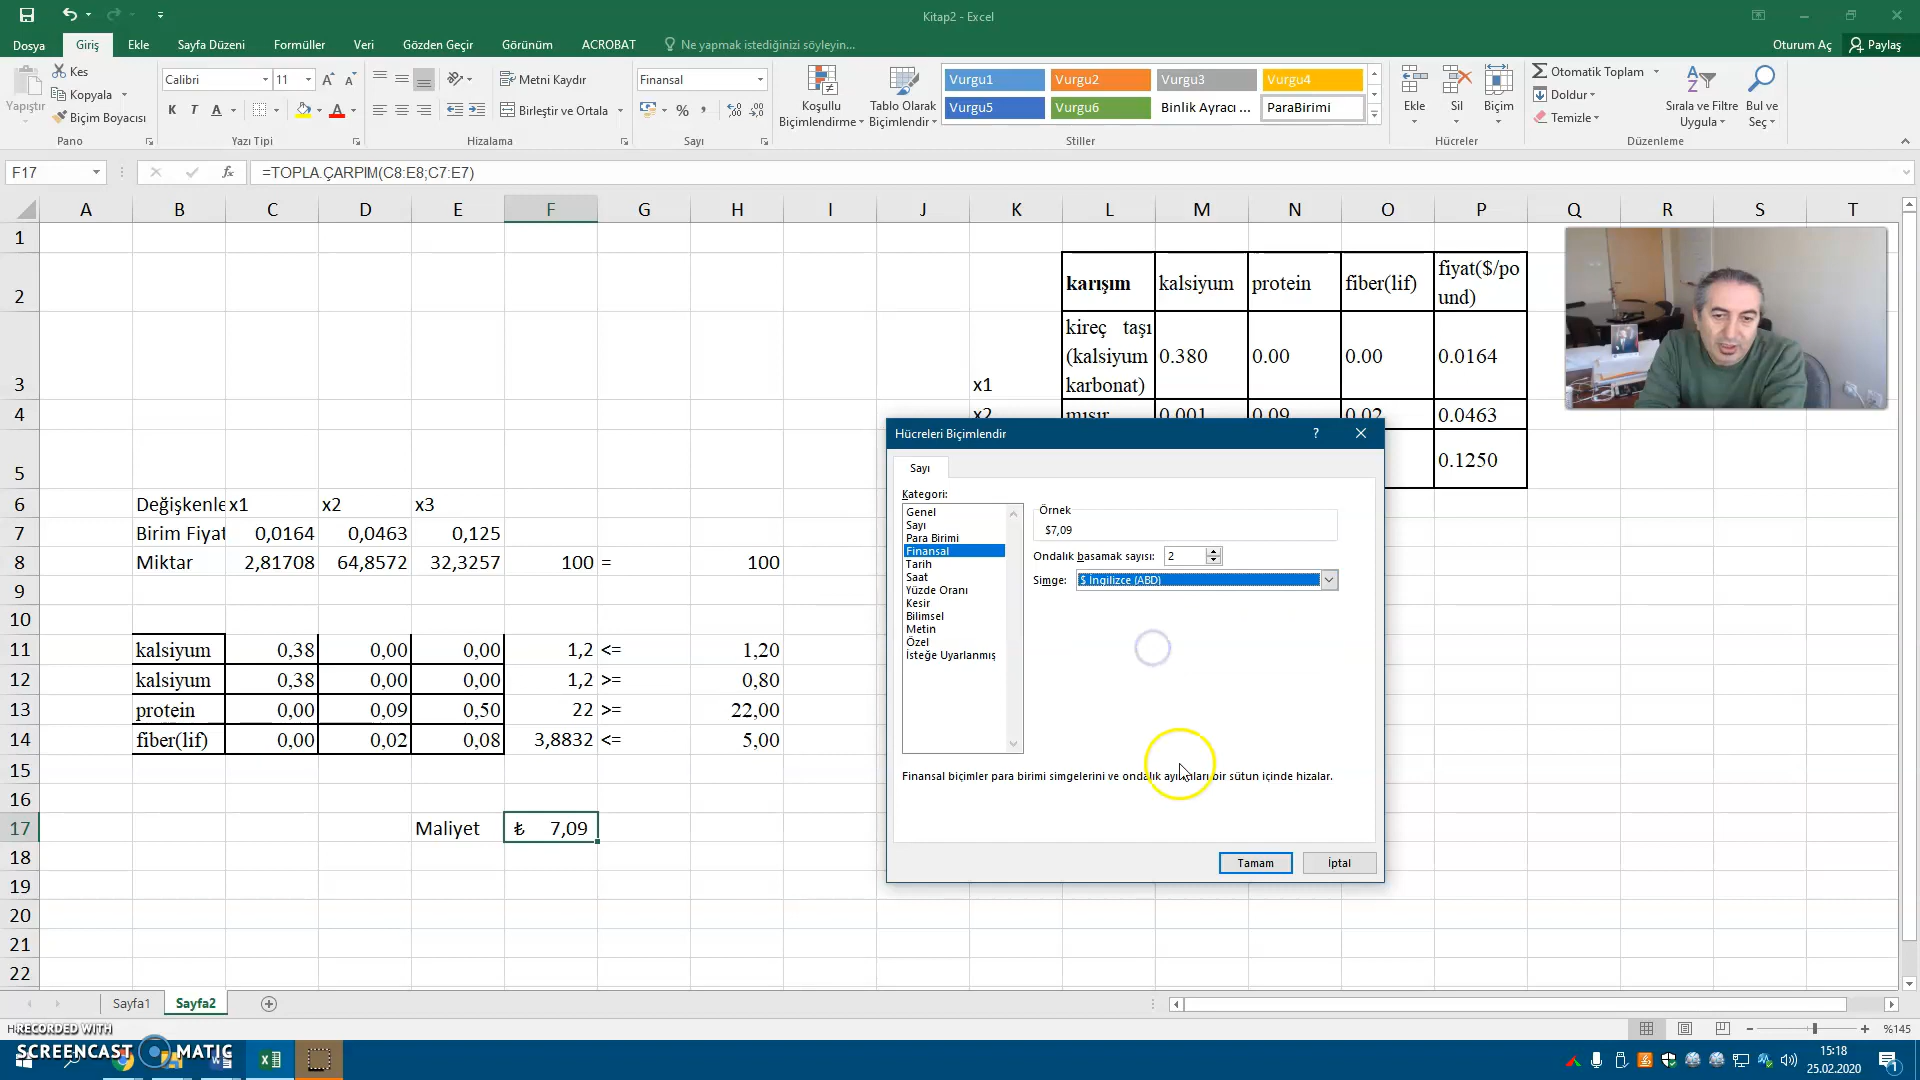 Kitap2 - Excel
Dosya Giriş Ekle Sayfa Düzeni Formüller Veri Gözden Geçir Görünüm ACROBAT Ne yapmak istediğinizi söyleyin... Oturum Aç Paylaş
Yapıştır
Kes
Kopyala
Biçim Boyacısı
Calibri 11
K T A
Metni Kaydır
Birleştir ve Ortala
Finansal
Koşullu Biçimlendirme
Tablo Olarak Biçimlendir
Vurgu1 Vurgu2 Vurgu3 Vurgu4
Vurgu5 Vurgu6 Binlik Ayracı ... ParaBirimi
Ekle Sil Biçim
Otomatik Toplam
Doldur
Temizle
Sırala ve Filtre Uygula
Bul ve Seç
Pano Yazı Tipi Hizalama Sayı Stiller Hücreler Düzenleme
F17 fx =TOPLA.ÇARPIM(C8:E8;C7:E7)
A B C D E F G H I J K L M N O P Q R S T
1
2 karışım kalsiyum protein fiber(lif) fiyat($/pound)
3 x1 kireç taşı (kalsiyum karbonat) 0.380 0.00 0.00 0.0164
4 x2 mısır 0.001 0.09 0.02 0.0463
5 0.1250
6 Değişkenle x1 x2 x3
7 Birim Fiyat 0,0164 0,0463 0,125
8 Miktar 2,81708 64,8572 32,3257 100 = 100
9
10
11 kalsiyum 0,38 0,00 0,00 1,2 <= 1,20
12 kalsiyum 0,38 0,00 0,00 1,2 >= 0,80
13 protein 0,00 0,09 0,50 22 >= 22,00
14 fiber(lif) 0,00 0,02 0,08 3,8832 <= 5,00
15
16
17 Maliyet ₺ 7,09
18
19
20
21
22
Hücreleri Biçimlendir ?
Sayı
Kategori:
Genel
Sayı
Para Birimi
Finansal
Tarih
Saat
Yüzde Oranı
Kesir
Bilimsel
Metin
Özel
İsteğe Uyarlanmış
Örnek
$7,09
Ondalık basamak sayısı: 2
Simge: $ İngilizce (ABD)
Finansal biçimler para birimi simgelerini ve ondalık ayırıcıları bir sütun içinde hizalar.
Tamam İptal
Sayfa1 Sayfa2
%145
RECORDED WITH
SCREENCAST MATIC
15:18
25.02.2020